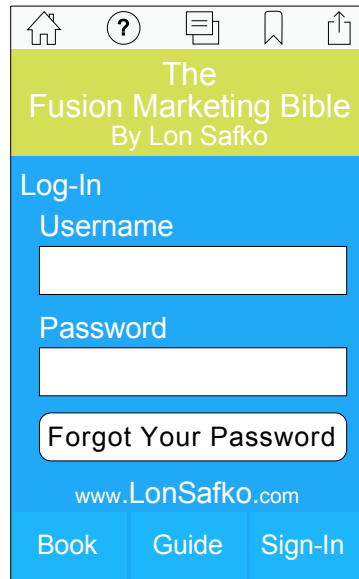 ?
The
Fusion Marketing Bible
By Lon Safko
Log-In
Username
Password
Forgot Your Password
www.LonSafko.com
Book Guide Sign-In